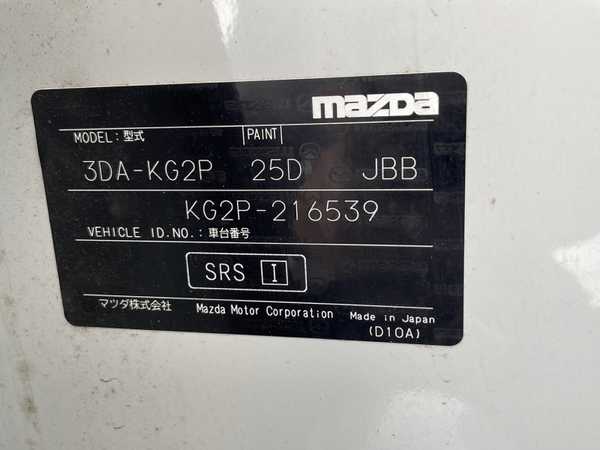 mazda
MODEL:型式 PAINT
3DA-KG2P 25D JBB
KG2P-216539
VEHICLE ID.NO.:車台番号
SRS I
マツダ株式会社 Mazda Motor Corporation Made in Japan
(D10A)